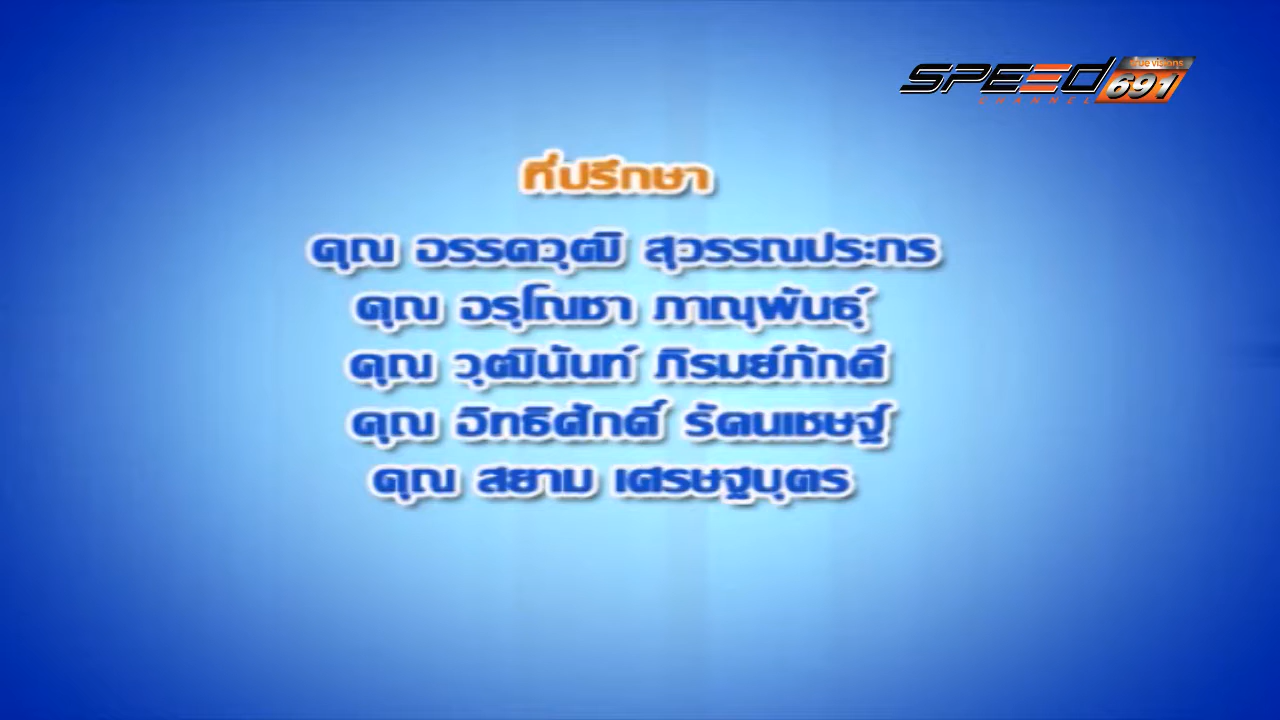 true visions
SPEED 691
CHANNEL
ที่ปรึกษา
คุณ อรรควุฒิ สุวรรณประกร
คุณ อรุโณชา ภาณุพันธุ์
คุณ วุฒินันท์ ภิรมย์ภักดี
คุณ อิทธิศักดิ์ รัตนเชษฐ์
คุณ สยาม เศรษฐบุตร